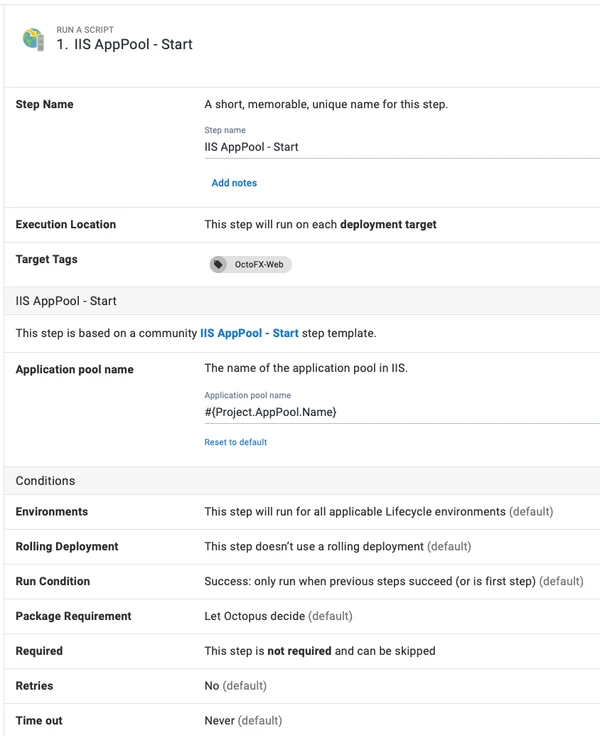 RUN A SCRIPT
1. IIS AppPool - Start
Step Name
A short, memorable, unique name for this step.
Step name
IIS AppPool - Start
Add notes
Execution Location
This step will run on each deployment target
Target Tags
OctoFX-Web
IIS AppPool - Start
This step is based on a community IIS AppPool - Start step template.
Application pool name
The name of the application pool in IIS.
Application pool name
#{Project.AppPool.Name}
Reset to default
Conditions
Environments
This step will run for all applicable Lifecycle environments (default)
Rolling Deployment
This step doesn't use a rolling deployment (default)
Run Condition
Success: only run when previous steps succeed (or is first step) (default)
Package Requirement
Let Octopus decide (default)
Required
This step is not required and can be skipped
Retries
No (default)
Time out
Never (default)